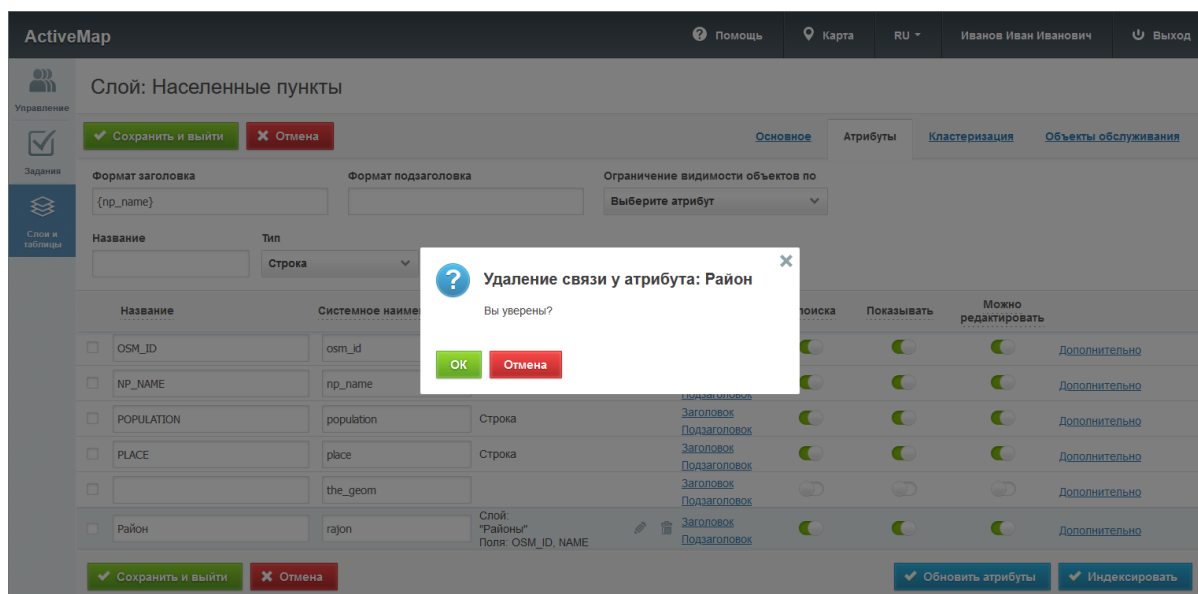 ActiveMap
Помощь
Карта
RU
Иванов Иван Иванович
Выход
Управление
Задания
Слои и
таблицы
Слой: Населенные пункты
Сохранить и выйти
Отмена
Основное
Атрибуты
Кластеризация
Объекты обслуживания
Формат заголовка
Формат подзаголовка
Ограничение видимости объектов по
{np_name}
Выберите атрибут
Название
Тип
Строка
Удаление связи у атрибута: Район
Вы уверены?
ОК
Отмена
Название
Системное
поиска
Показывать
Можно
редактировать
OSM_ID
osm_id
Дополнительно
NP_NAME
np_name
Подзаголовок
Дополнительно
POPULATION
population
Строка
Заголовок
Подзаголовок
Дополнительно
PLACE
place
Строка
Заголовок
Подзаголовок
Дополнительно
the_geom
Заголовок
Подзаголовок
Дополнительно
Район
rajon
Слой:
"Районы"
Поля: OSM_ID, NAME
Заголовок
Подзаголовок
Дополнительно
Сохранить и выйти
Отмена
Обновить атрибуты
Индексировать